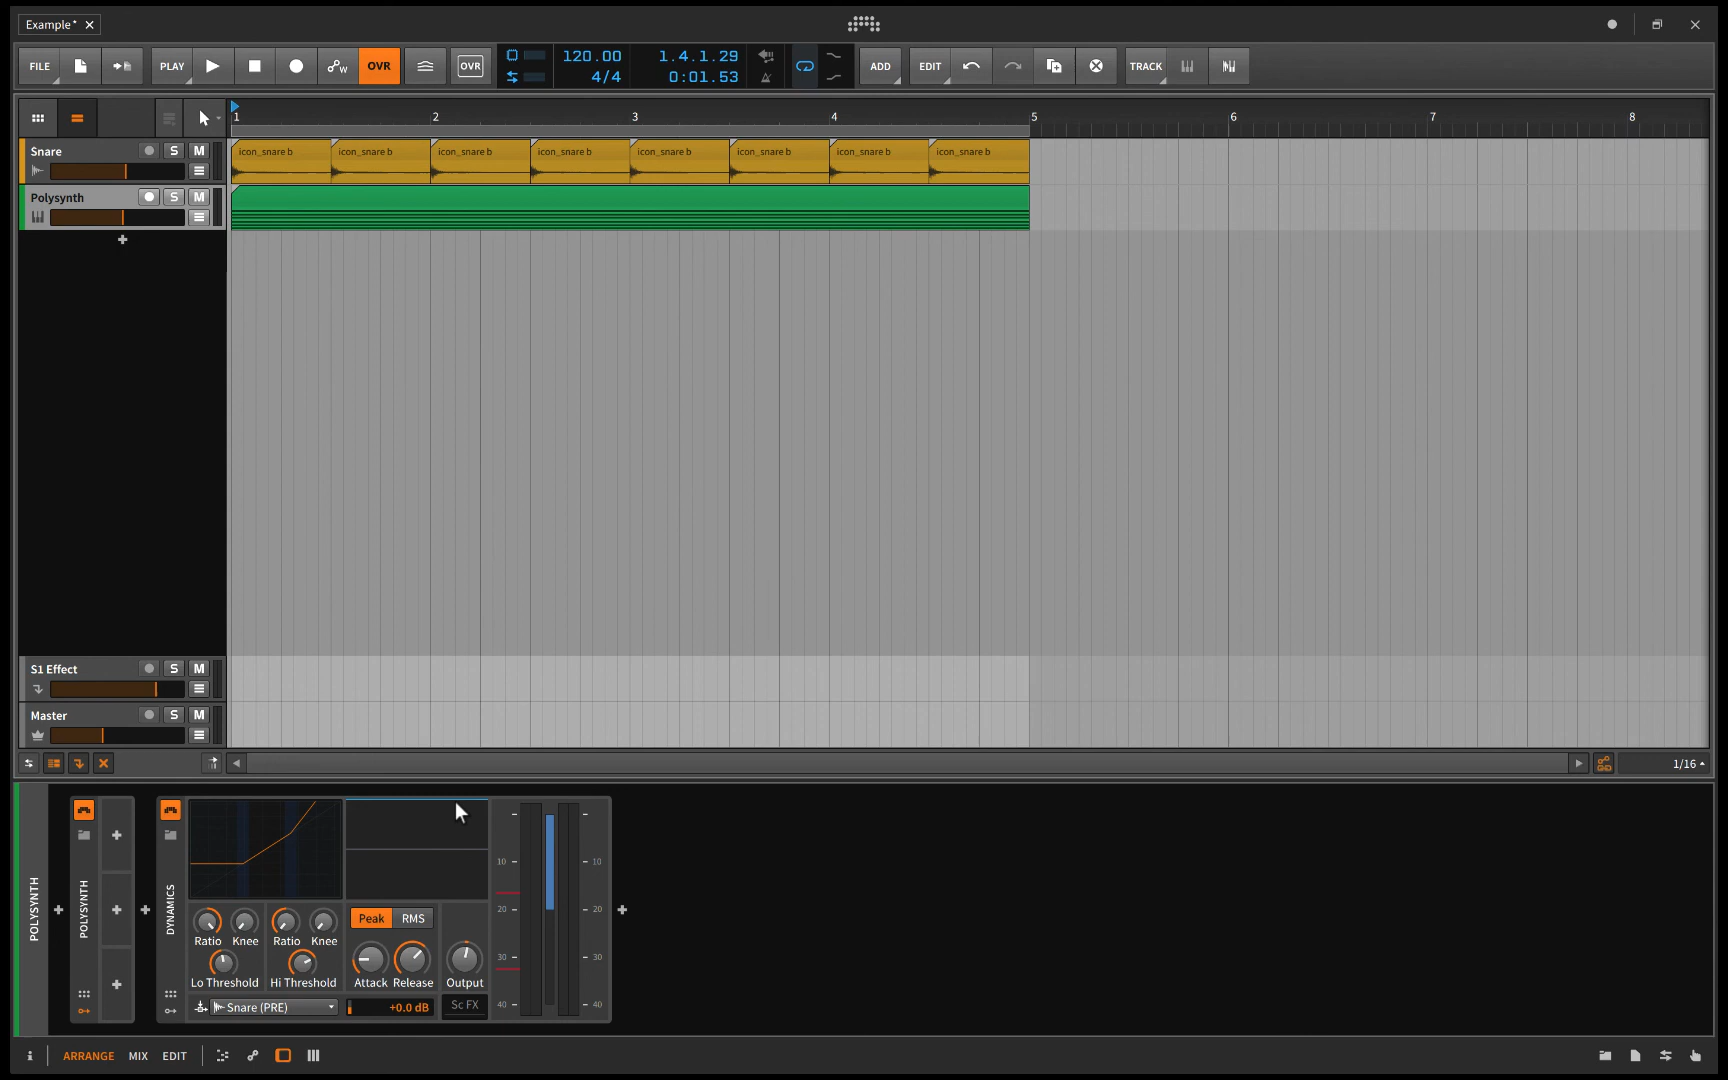 Example*
FILE PLAY OVR OVR 120.00 4/4 1.4.1.29 0:01.53 ADD EDIT TRACK
1 2 3 4 5 6 7 8
Snare S M
icon_snare b icon_snare b icon_snare b icon_snare b icon_snare b icon_snare b icon_snare b icon_snare b
Polysynth S M
S1 Effect S M
Master S M
1/16
POLYSYNTH
POLYSYNTH
DYNAMICS
Ratio Knee Ratio Knee
Lo Threshold Hi Threshold
Peak RMS
Attack Release Output
Snare (PRE) +0.0 dB Sc FX
10 10
20 20
30 30
40 40
i ARRANGE MIX EDIT